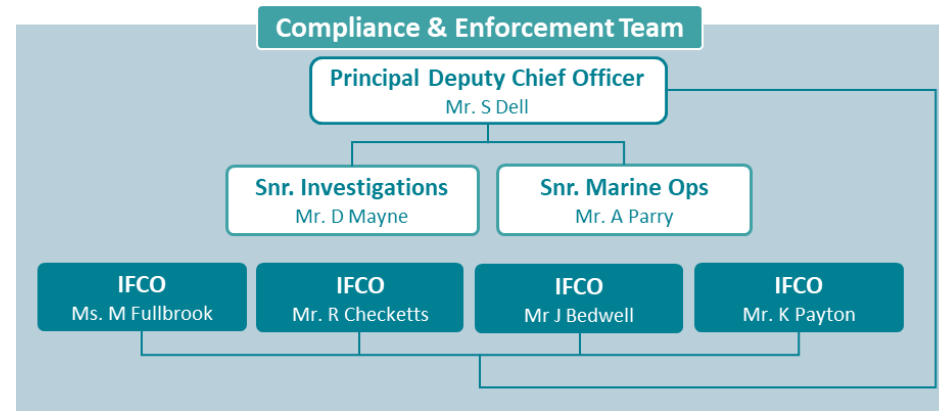 Compliance & Enforcement Team
Principal Deputy Chief Officer
Mr. S Dell
Snr. Investigations
Mr. D Mayne
Snr. Marine Ops
Mr. A Parry
IFCO
Ms. M Fullbrook
IFCO
Mr. R Checketts
IFCO
Mr J Bedwell
IFCO
Mr. K Payton